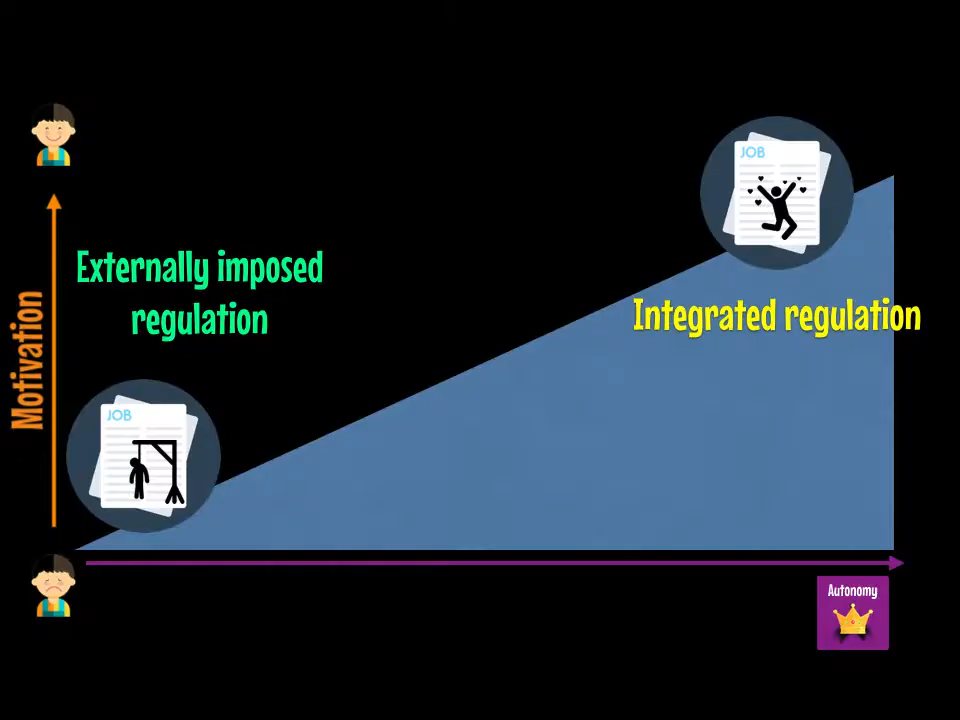 JOB
Externally imposed
regulation
Integrated regulation
Motivation
JOB
Autonomy